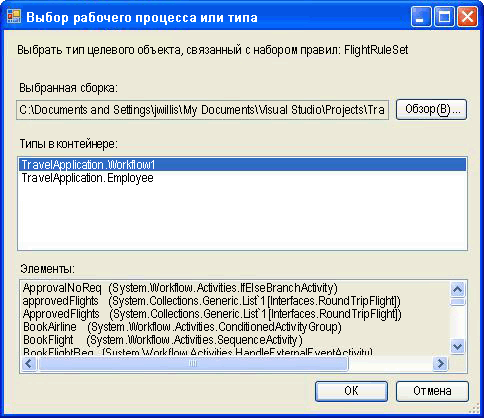 Выбор рабочего процесса или типа
Выбрать тип целевого объекта, связанный с набором правил: FlightRuleSet
Выбранная сборка:
C:\Documents and Settings\jwillis\My Documents\Visual Studio\Projects\Tra
Обзор(В)...
Типы в контейнере:
TravelApplication.Workflow1
TravelApplication.Employee
Элементы:
ApprovalNoReq (System.Workflow.Activities.IfElseBranchActivity)
approvedFlights (System.Collections.Generic.List`1[Interfaces.RoundTripFlight])
ApprovedFlights (System.Collections.Generic.List`1[Interfaces.RoundTripFlight])
BookAirline (System.Workflow.Activities.ConditionedActivityGroup)
BookFlight (System.Workflow.Activities.SequenceActivity)
BookFlightReq (System.Workflow.Activities.HandleExternalEventActivity)
ОК
Отмена